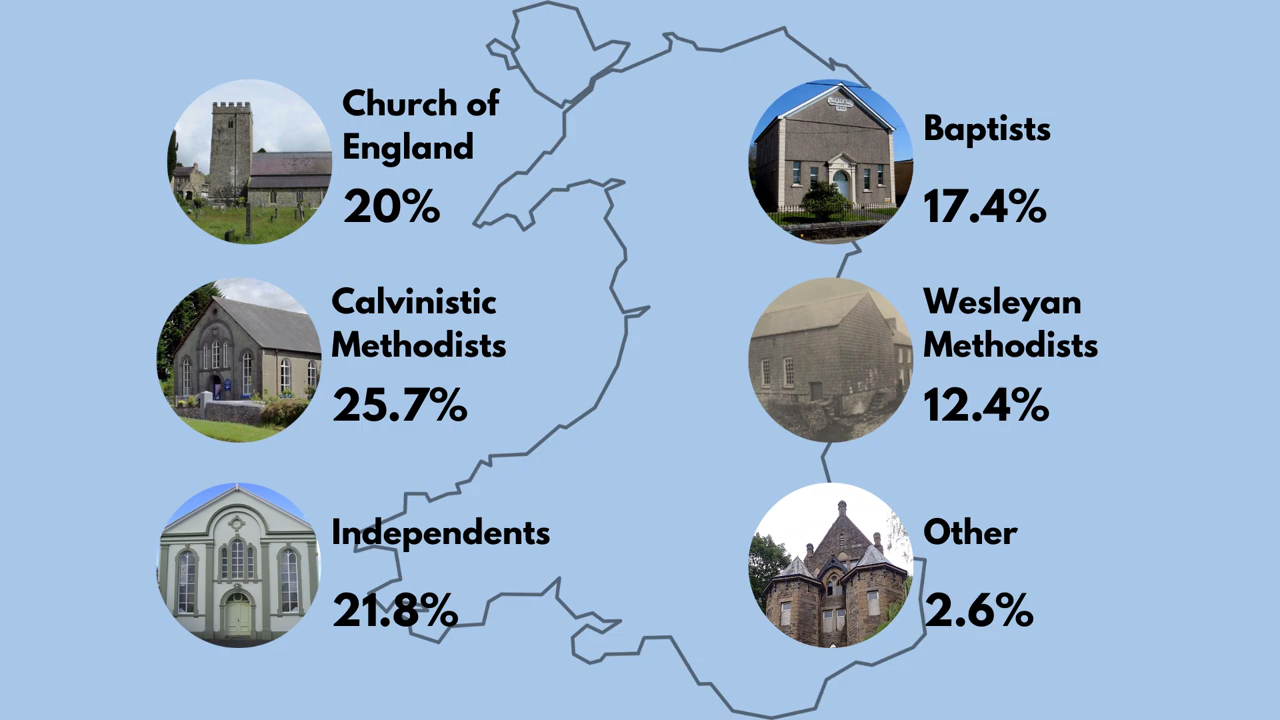 Church of
England
20%
Calvinistic
Methodists
25.7%
Independents
21.8%
Baptists
17.4%
Wesleyan
Methodists
12.4%
Other
2.6%